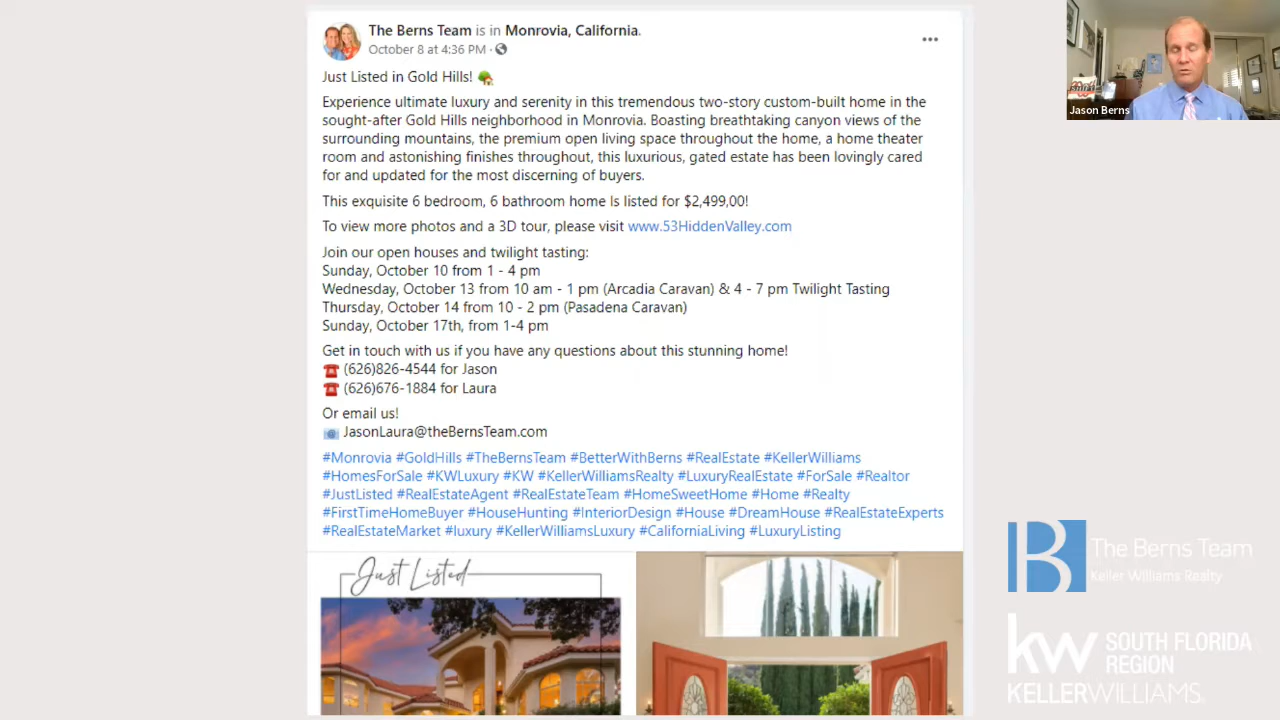 The Berns Team is in Monrovia, California.
October 8 at 4:36 PM ·
Just Listed in Gold Hills!
Experience ultimate luxury and serenity in this tremendous two-story custom-built home in the
sought-after Gold Hills neighborhood in Monrovia. Boasting breathtaking canyon views of the
surrounding mountains, the premium open living space throughout the home, a home theater
room and astonishing finishes throughout, this luxurious, gated estate has been lovingly cared
for and updated for the most discerning of buyers.
This exquisite 6 bedroom, 6 bathroom home Is listed for $2,499,00!
To view more photos and a 3D tour, please visit www.53HiddenValley.com
Join our open houses and twilight tasting:
Sunday, October 10 from 1 - 4 pm
Wednesday, October 13 from 10 am - 1 pm (Arcadia Caravan) & 4 - 7 pm Twilight Tasting
Thursday, October 14 from 10 - 2 pm (Pasadena Caravan)
Sunday, October 17th, from 1-4 pm
Get in touch with us if you have any questions about this stunning home!
(626)826-4544 for Jason
(626)676-1884 for Laura
Or email us!
JasonLaura@theBernsTeam.com
#Monrovia #GoldHills #TheBernsTeam #BetterWithBerns #RealEstate #KellerWilliams
#HomesForSale #KWLuxury #KW #KellerWilliamsRealty #LuxuryRealEstate #ForSale #Realtor
#JustListed #RealEstateAgent #RealEstateTeam #HomeSweetHome #Home #Realty
#FirstTimeHomeBuyer #HouseHunting #InteriorDesign #House #DreamHouse #RealEstateExperts
#RealEstateMarket #luxury #KellerWilliamsLuxury #CaliforniaLiving #LuxuryListing
Just Listed
Jason Berns
B The Berns Team
Keller Williams Realty
kw SOUTH FLORIDA
REGION
KELLERWILLIAMS.